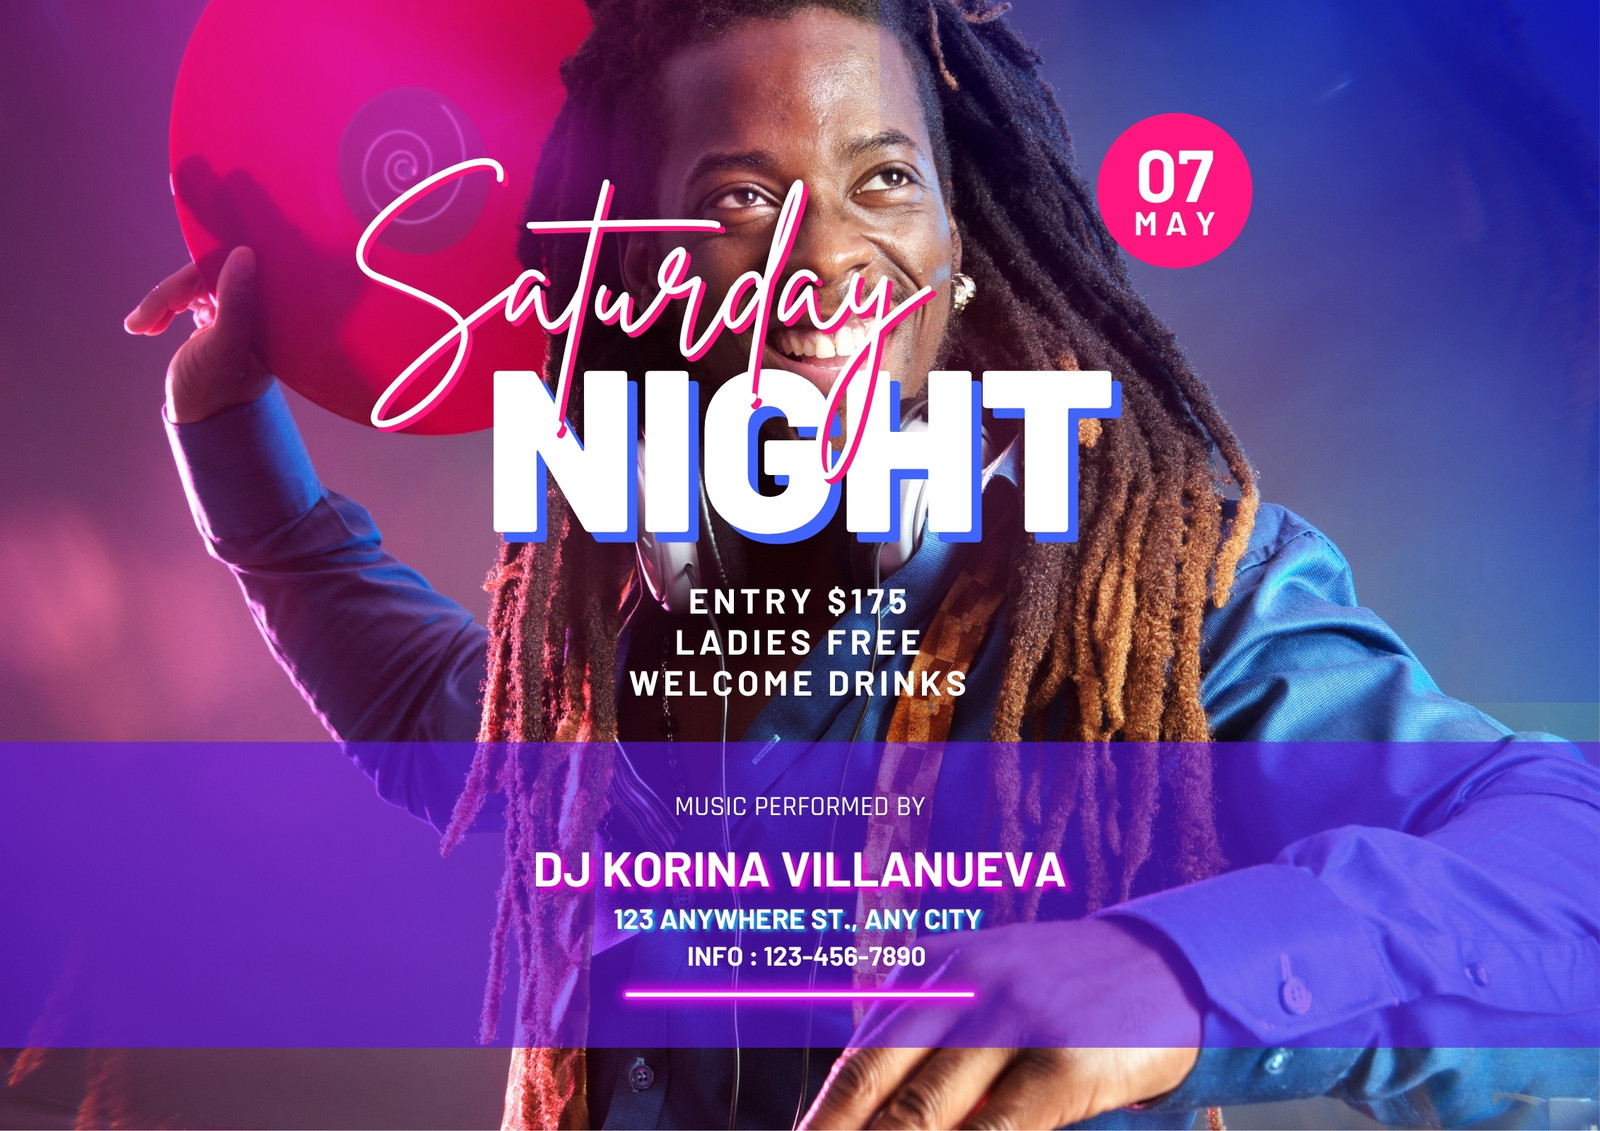 07
MAY
Saturday
NIGHT
ENTRY $175
LADIES FREE
WELCOME DRINKS
MUSIC PERFORMED BY
DJ KORINA VILLANUEVA
123 ANYWHERE ST., ANY CITY
INFO : 123-456-7890